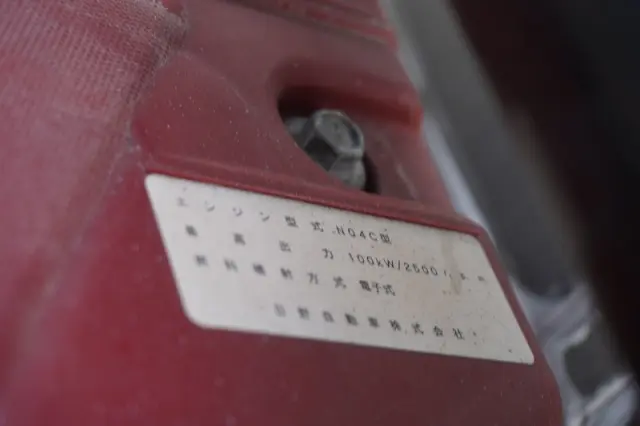 エンジン型式 N04C型
最高出力 100kW/2500r.p.m
燃料噴射方式 電子式
日野自動車株式会社